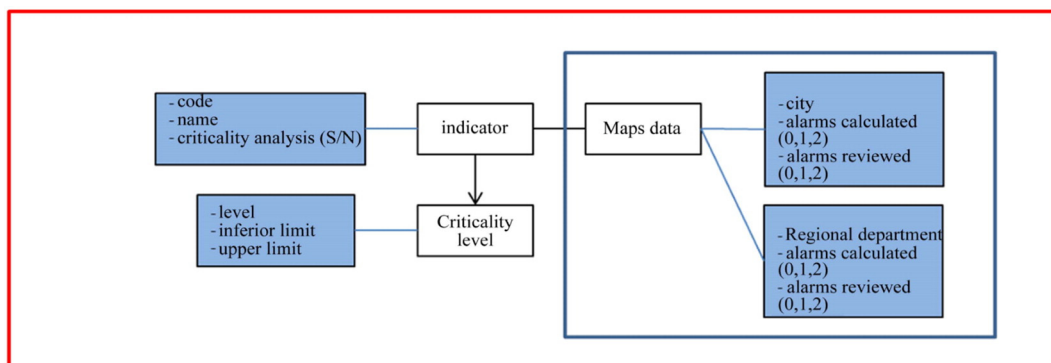 - code
- name
- criticality analysis (S/N)
indicator
Maps data
- city
- alarms calculated
(0,1,2)
- alarms reviewed
(0,1,2)
- level
- inferior limit
- upper limit
Criticality
level
- Regional department
- alarms calculated
(0,1,2)
- alarms reviewed
(0,1,2)